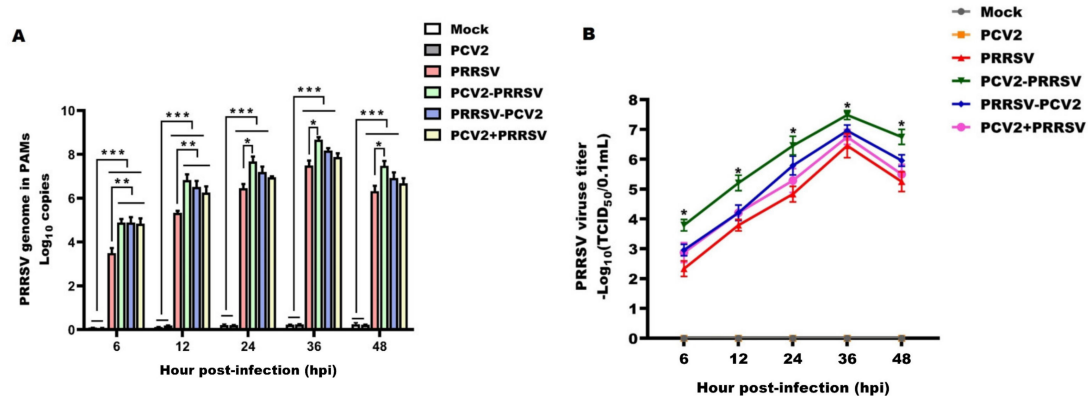 A
Mock
PCV2
PRRSV
PCV2-PRRSV
PRRSV-PCV2
PCV2+PRRSV
PRRSV genome in PAMs
Log10 copies
10
8
6
4
2
0
***
**
***
**
***
*
***
*
***
*
6 12 24 36 48
Hour post-infection (hpi)
B
Mock
PCV2
PRRSV
PCV2-PRRSV
PRRSV-PCV2
PCV2+PRRSV
PRRSV viruse titer
-Log10(TCID50/0.1mL)
8
7
6
5
4
3
2
1
0
* * * * *
6 12 24 36 48
Hour post-infection (hpi)